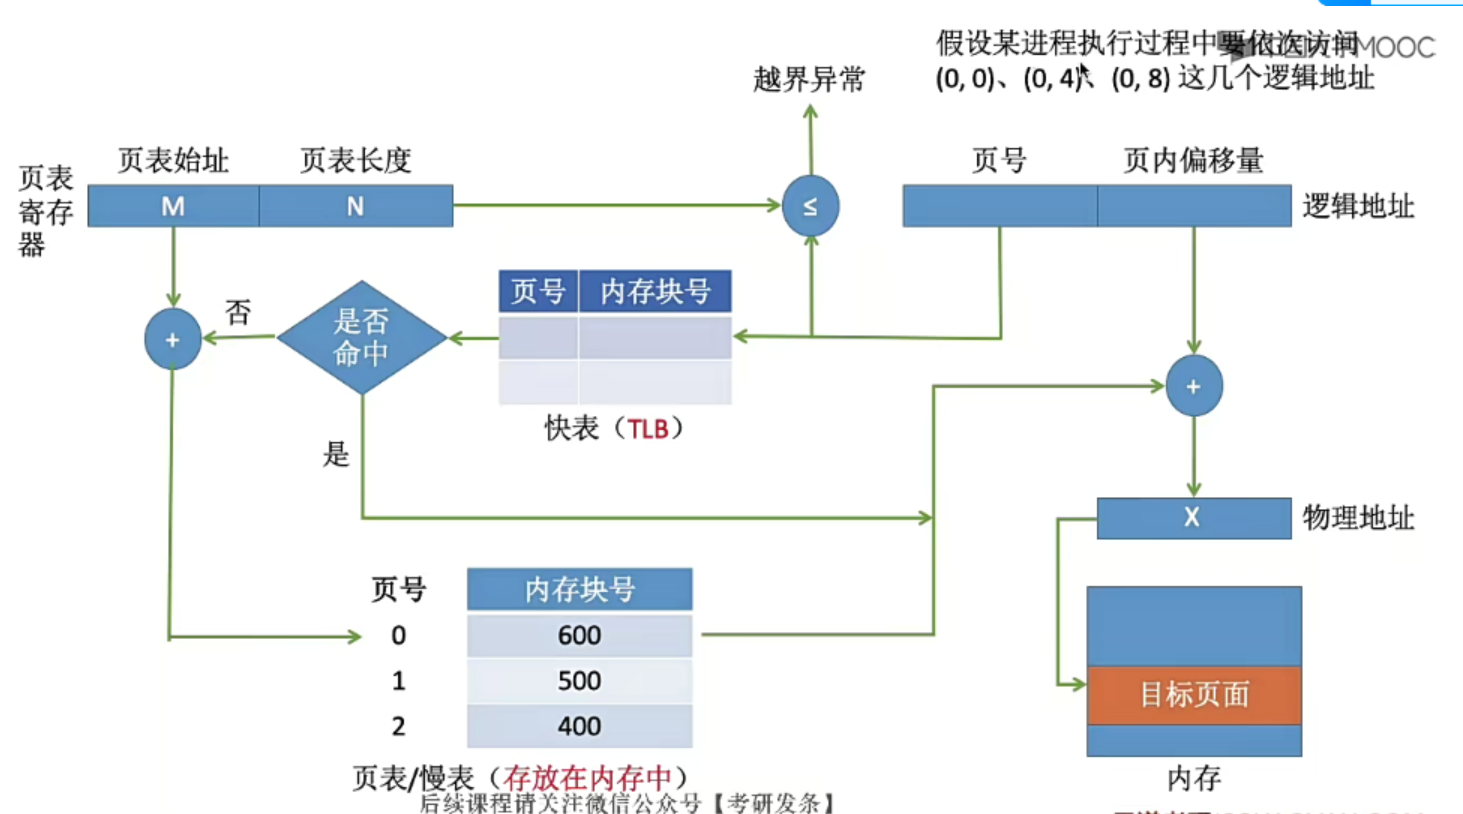 假设某进程执行过程中要依次访问
MOOC
(0, 0)、(0, 4)、(0, 8) 这几个逻辑地址
越界异常
页表始址 页表长度
页号 页内偏移量
页表
寄存
器
M N
≤
逻辑地址
页号 内存块号
否
是否
命中
+
+
快表（TLB）
是
X
物理地址
页号 内存块号
0 600
1 500
2 400
目标页面
页表/慢表（存放在内存中）
内存
后续课程请关注微信公众号【考研发条】